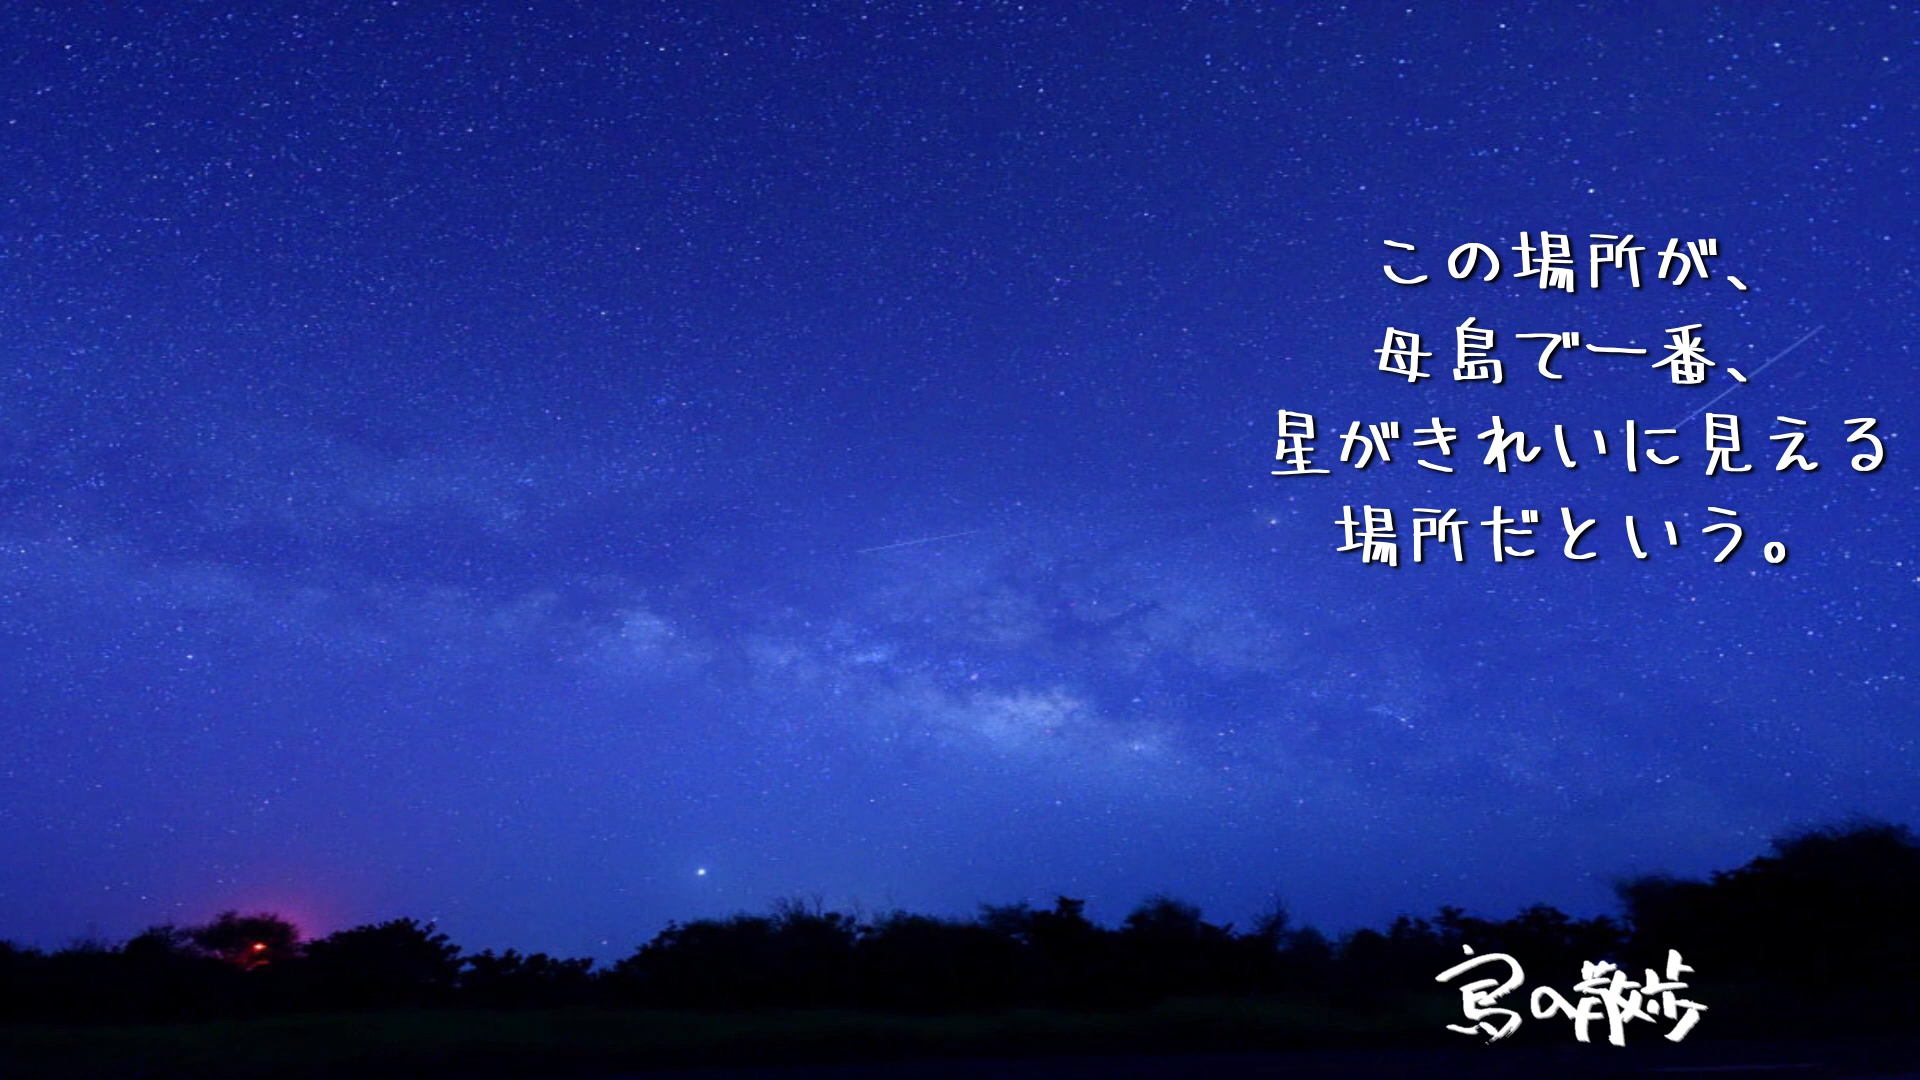 この場所が、
母島で一番、
星がきれいに見える
場所だという。
島の散歩